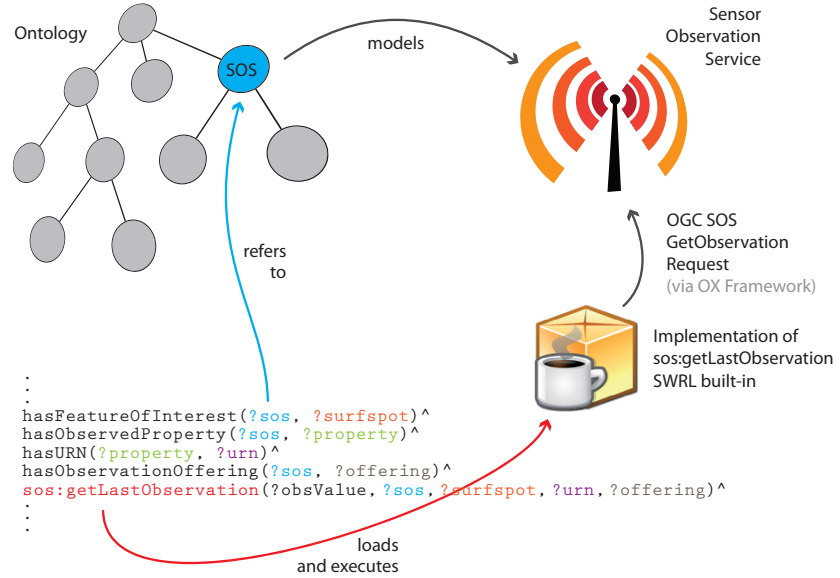 Ontology
SOS
models
Sensor
Observation
Service
refers
to
OGC SOS
GetObservation
Request
(via OX Framework)
Implementation of
sos:getLastObservation
SWRL built-in
.
.
.
hasFeatureOfInterest(?sos, ?surfspot)^
hasObservedProperty(?sos, ?property)^
hasURN(?property, ?urn)^
hasObservationOffering(?sos, ?offering)^
sos:getLastObservation(?obsValue,?sos,?surfspot,?urn,?offering)^
.
.
.
loads
and executes